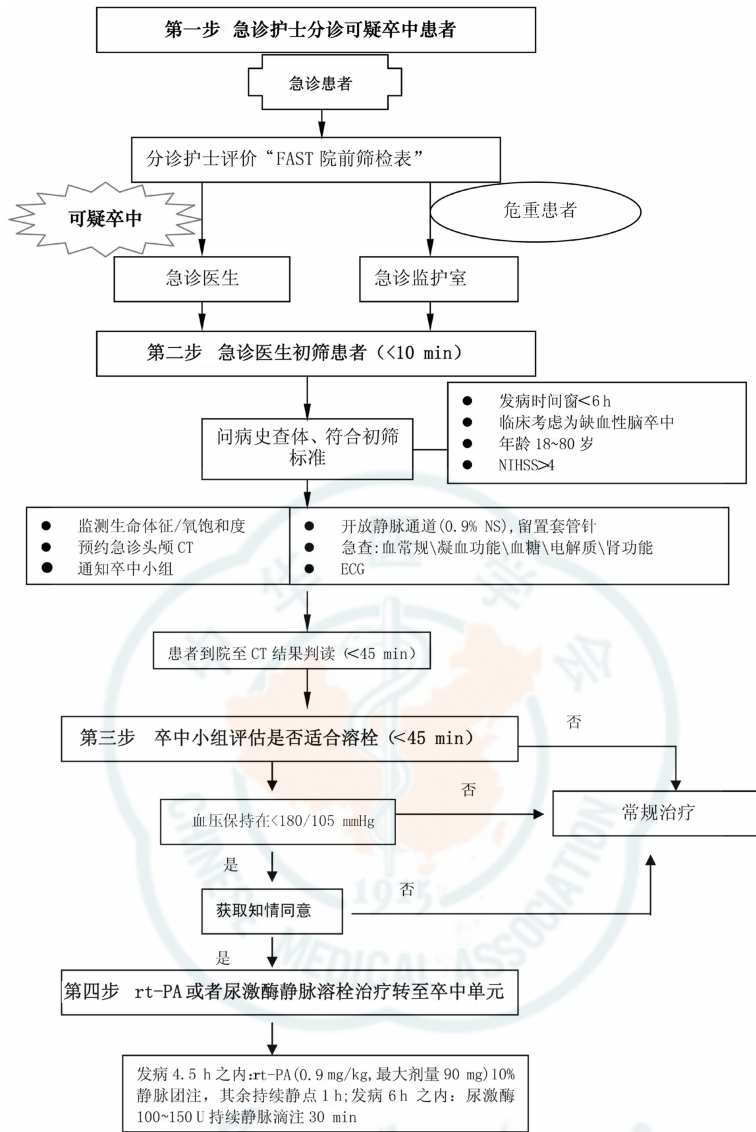 第一步 急诊护士分诊可疑卒中患者
急诊患者
分诊护士评价“FAST 院前筛检表”
可疑卒中
危重患者
急诊医生
急诊监护室
第二步 急诊医生初筛患者(<10 min)
问病史查体、符合初筛
标准
● 发病时间窗<6 h
● 临床考虑为缺血性脑卒中
● 年龄 18~80 岁
● NIHSS>4
● 监测生命体征/氧饱和度
● 预约急诊头颅 CT
● 通知卒中小组
● 开放静脉通道(0.9% NS),留置套管针
● 急查:血常规\凝血功能\血糖\电解质\肾功能
● ECG
患者到院至 CT 结果判读 (<45 min)
第三步 卒中小组评估是否适合溶栓(<45 min)
否
血压保持在<180/105 mmHg
否
常规治疗
是
获取知情同意
否
是
第四步 rt-PA 或者尿激酶静脉溶栓治疗转至卒中单元
发病 4.5 h 之内:rt-PA(0.9 mg/kg,最大剂量 90 mg)10%
静脉团注，其余持续静点 1 h;发病 6 h 之内：尿激酶
100~150 U 持续静脉滴注 30 min
中华医学会
CHINESE MEDICAL ASSOCIATION
1915